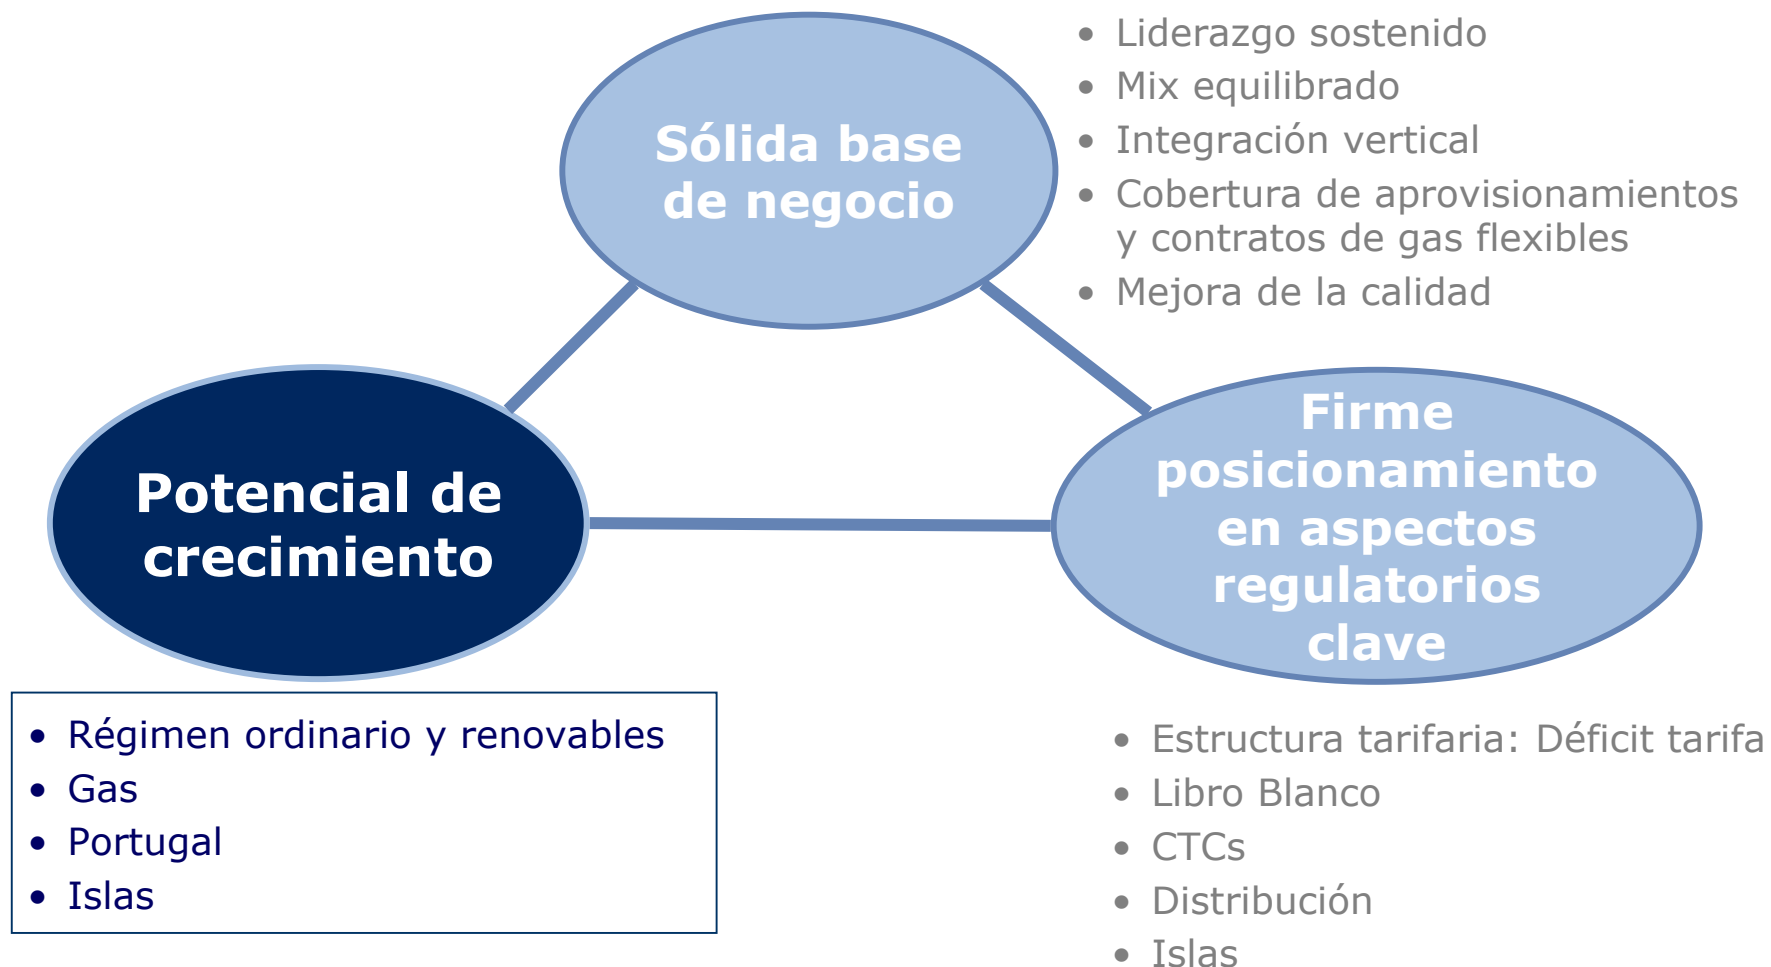 Sólida base
de negocio
• Liderazgo sostenido
• Mix equilibrado
• Integración vertical
• Cobertura de aprovisionamientos
y contratos de gas flexibles
• Mejora de la calidad
Potencial de
crecimiento
• Régimen ordinario y renovables
• Gas
• Portugal
• Islas
Firme
posicionamiento
en aspectos
regulatorios
clave
• Estructura tarifaria: Déficit tarifa
• Libro Blanco
• CTCs
• Distribución
• Islas